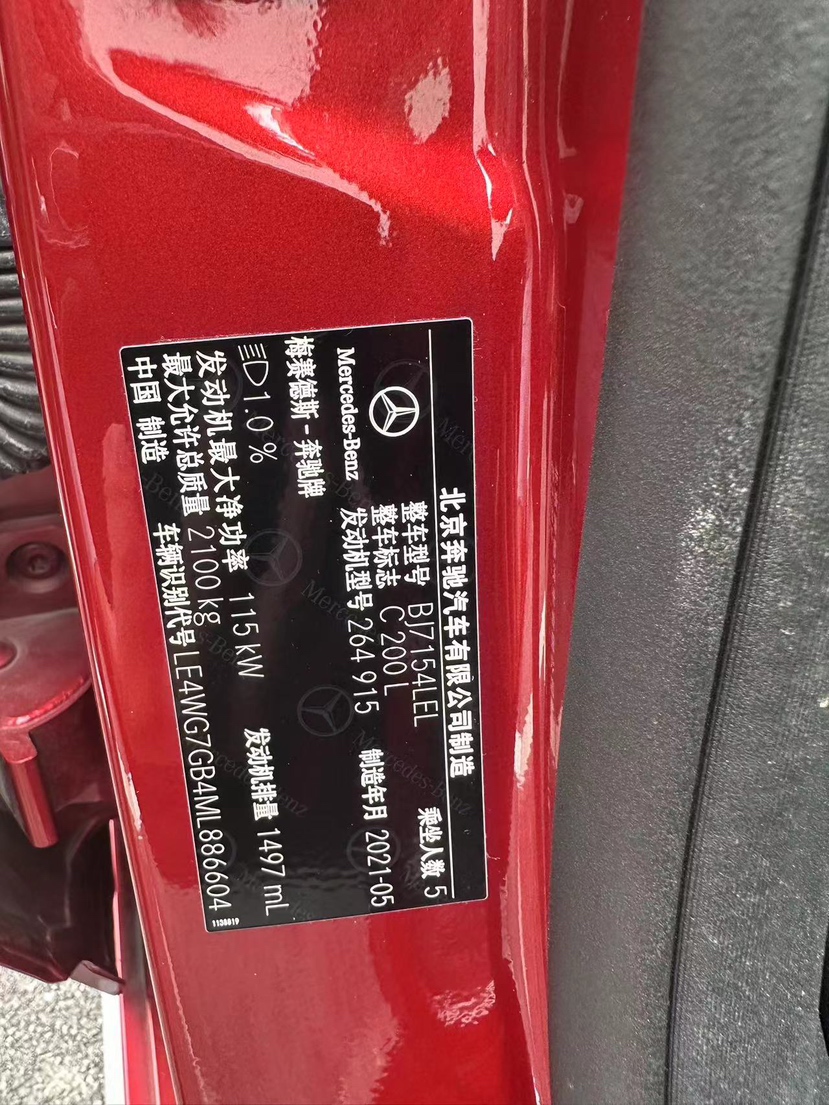 北京奔驰汽车有限公司制造
整车型号 BJ7154LEL 乘坐人数 5
整车标志 C 200 L
Mercedes-Benz 发动机型号 264 915 制造年月 2021-05
梅赛德斯-奔驰牌
1.0 %
发动机最大净功率 115 kW 发动机排量 1497 mL
最大允许总质量 2100 kg
中国 制造 车辆识别代号 LE4WG7GB4ML886604
1138819